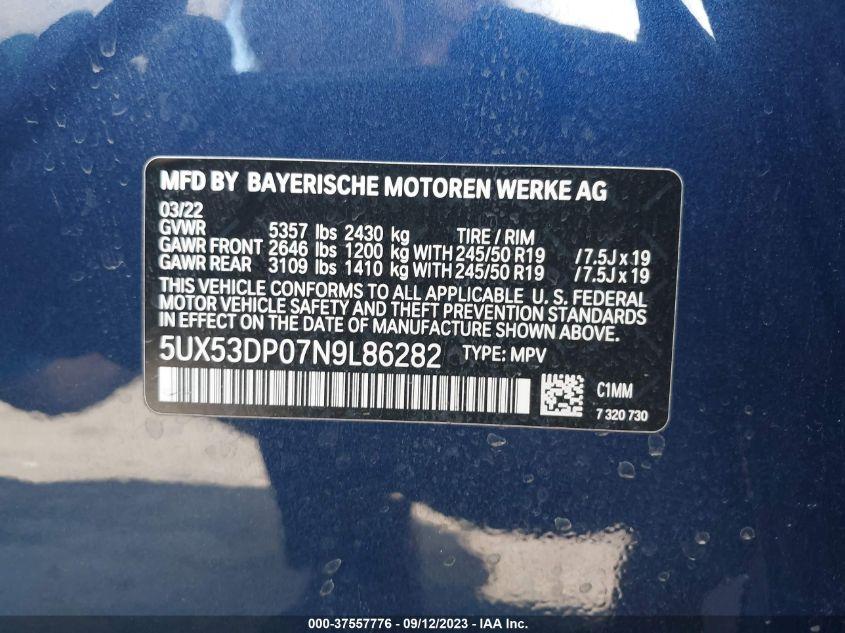 MFD BY BAYERISCHE MOTOREN WERKE AG
03/22
GVWR 5357 lbs 2430 kg TIRE / RIM
GAWR FRONT 2646 lbs 1200 kg WITH 245/50 R19 / 7.5J x 19
GAWR REAR 3109 lbs 1410 kg WITH 245/50 R19 / 7.5J x 19
THIS VEHICLE CONFORMS TO ALL APPLICABLE U. S. FEDERAL
MOTOR VEHICLE SAFETY AND THEFT PREVENTION STANDARDS
IN EFFECT ON THE DATE OF MANUFACTURE SHOWN ABOVE.
5UX53DP07N9L86282 TYPE: MPV
C1MM
7 320 730
000-37557776 - 09/12/2023 - IAA Inc.